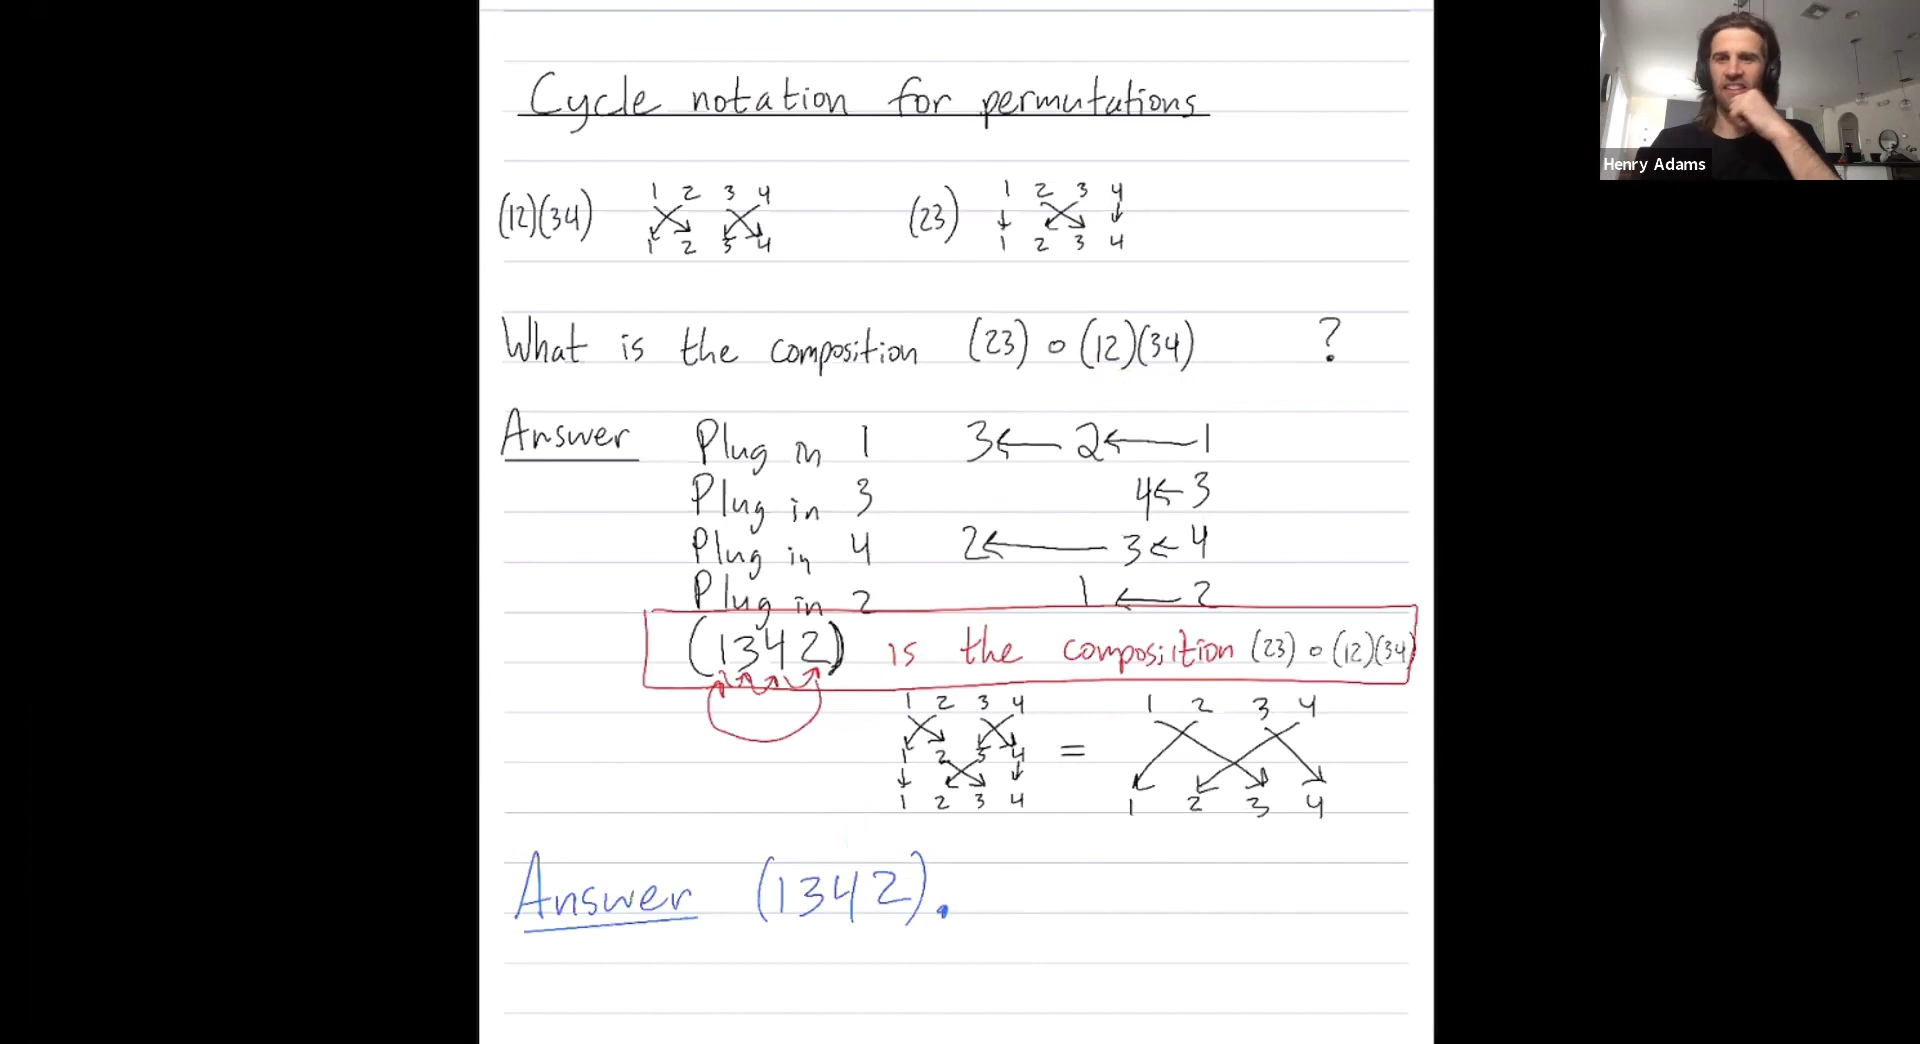 Cycle notation for permutations
Henry Adams
(12)(34) 1 2 3 4 (23) 1 2 3 4
1 2 3 4 1 2 3 4
What is the composition (23) ∘ (12)(34) ?
Answer Plug in 1 3 ← 2 ← 1
Plug in 3 4 ← 3
Plug in 4 2 ← 3 ← 4
Plug in 2 1 ← 2
(1342) is the composiition (23) ∘ (12)(34)
1 2 3 4 1 2 3 4
1 2 3 4 =
1 2 3 4 1 2 3 4
Answer (1342).